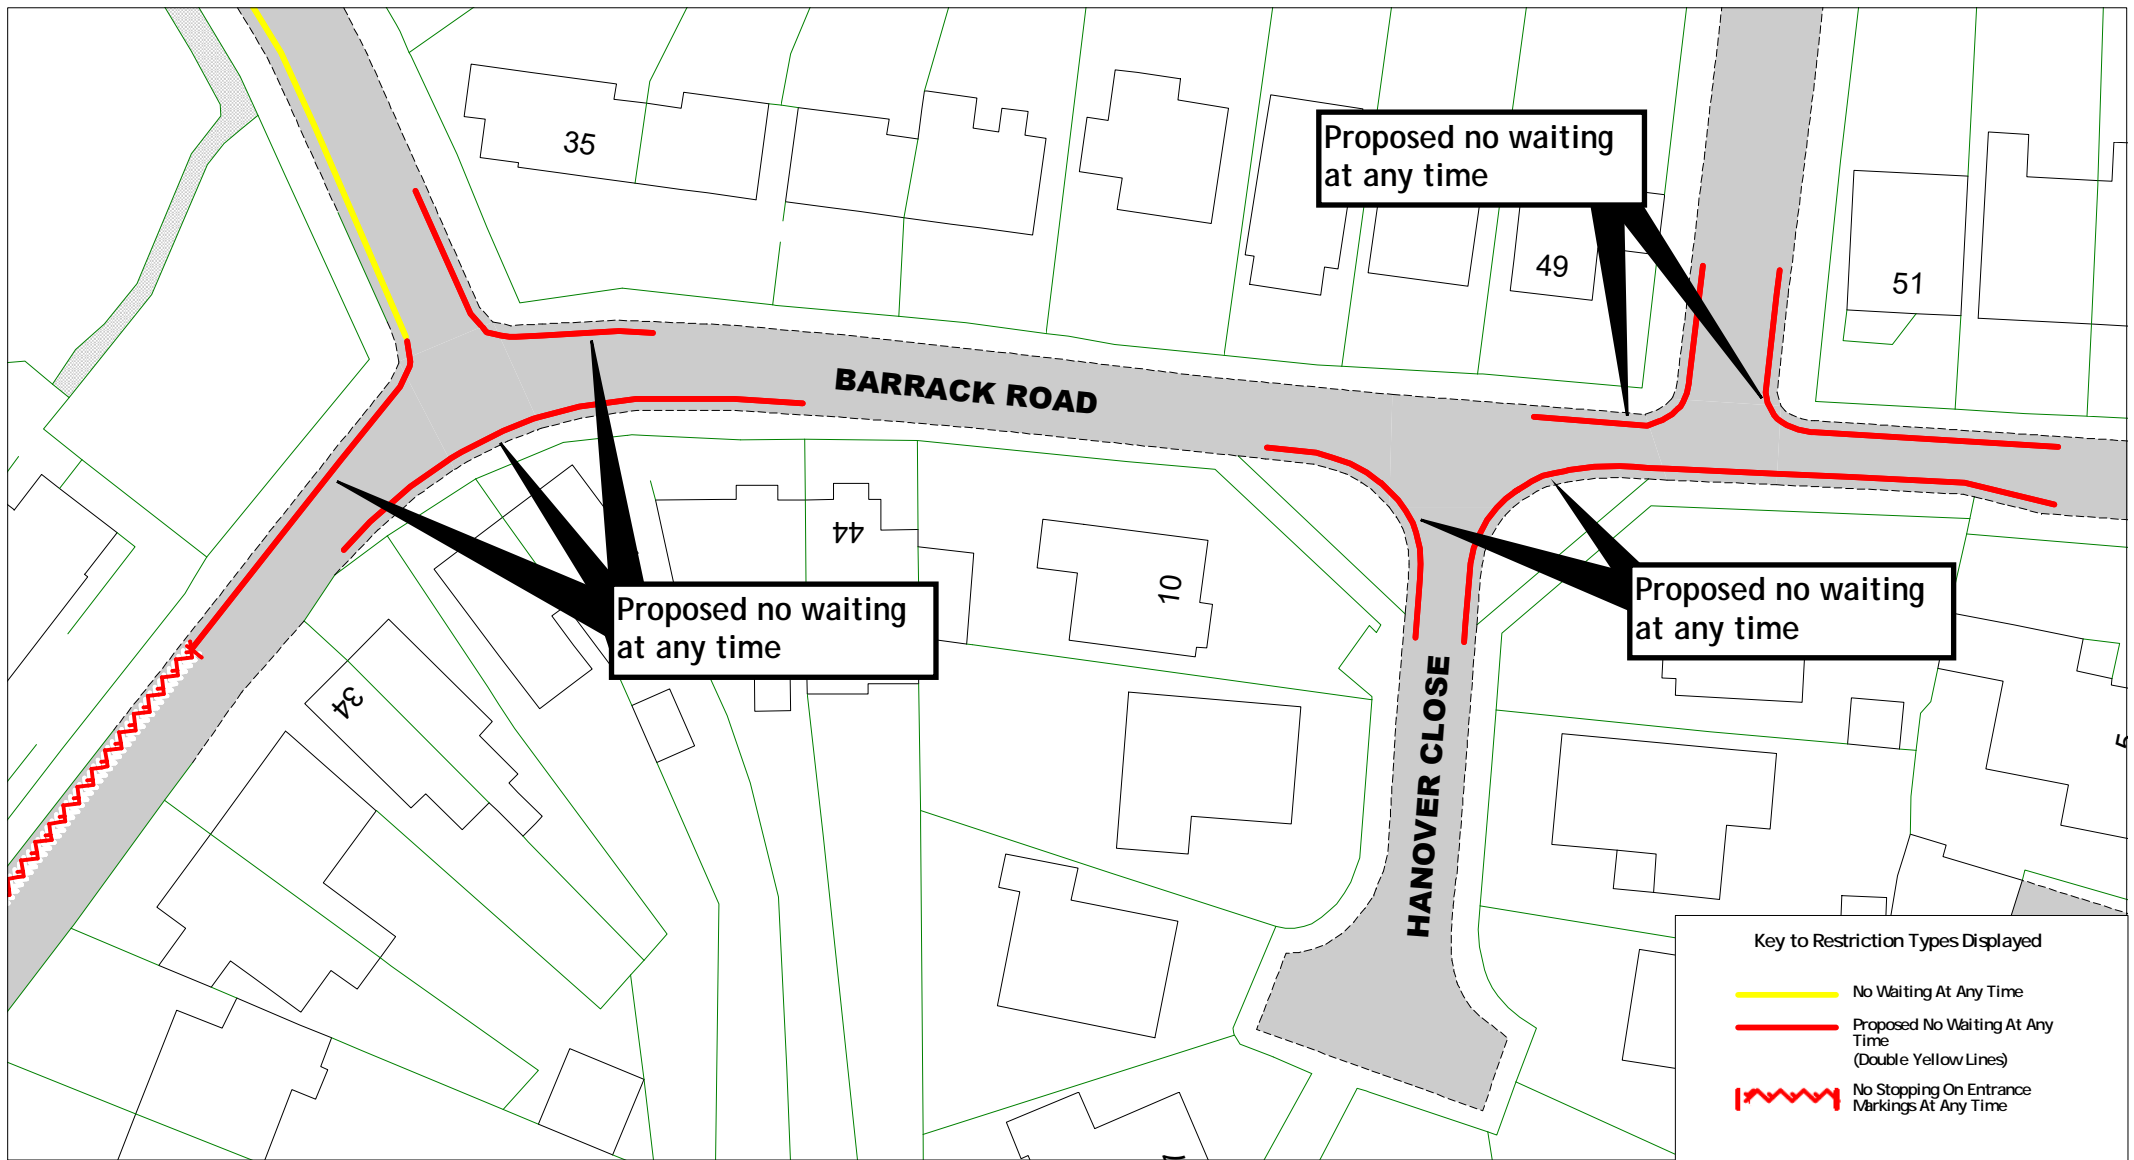 35
Proposed no waiting
at any time
49
51
BARRACK ROAD
44
10
Proposed no waiting
at any time
Proposed no waiting
at any time
34
HANOVER CLOSE
Key to Restriction Types Displayed
No Waiting At Any Time
Proposed No Waiting At Any
Time
(Double Yellow Lines)
No Stopping On Entrance
Markings At Any Time